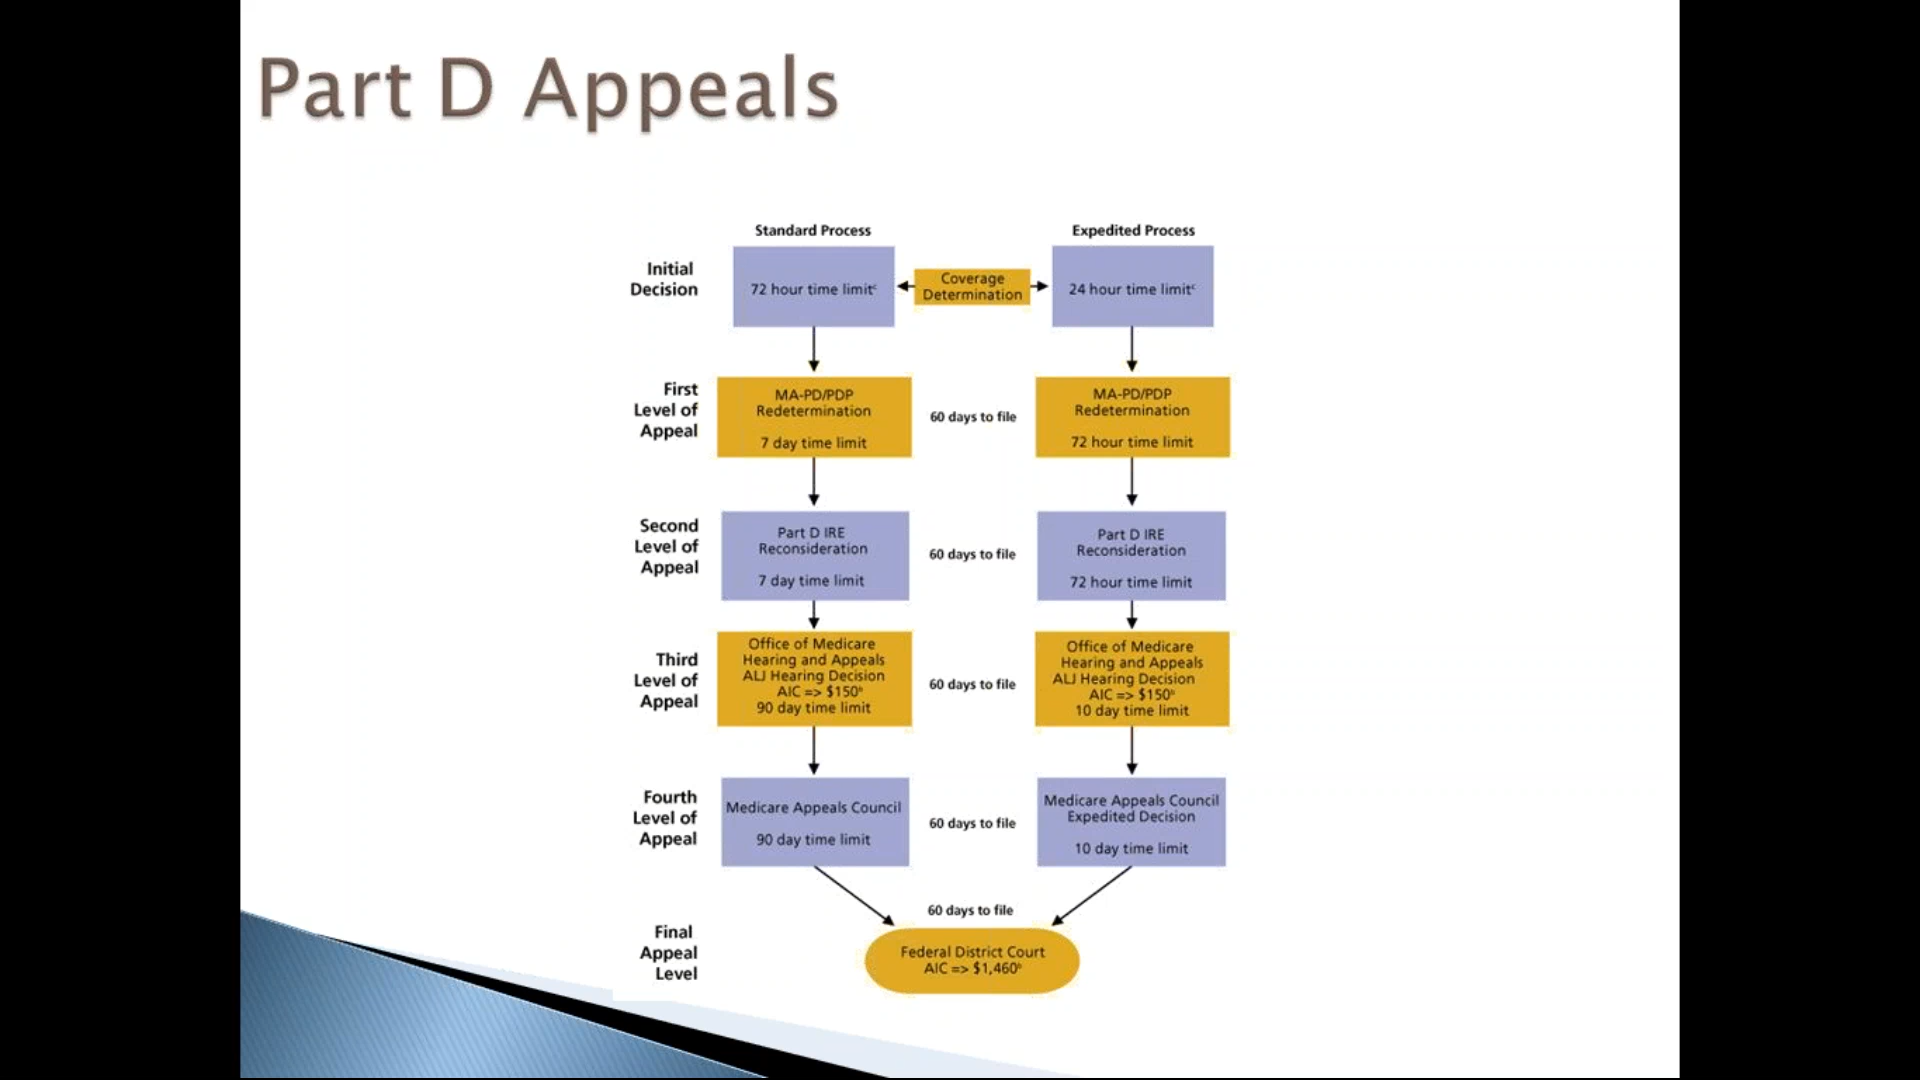 Part D Appeals
Standard Process
Expedited Process
Initial
Decision
72 hour time limitᶜ
Coverage
Determination
24 hour time limitᶜ
First
Level of
Appeal
MA-PD/PDP
Redetermination
7 day time limit
60 days to file
MA-PD/PDP
Redetermination
72 hour time limit
Second
Level of
Appeal
Part D IRE
Reconsideration
7 day time limit
60 days to file
Part D IRE
Reconsideration
72 hour time limit
Third
Level of
Appeal
Office of Medicare
Hearing and Appeals
ALJ Hearing Decision
AIC => $150ᵇ
90 day time limit
60 days to file
Office of Medicare
Hearing and Appeals
ALJ Hearing Decision
AIC => $150ᵇ
10 day time limit
Fourth
Level of
Appeal
Medicare Appeals Council
90 day time limit
60 days to file
Medicare Appeals Council
Expedited Decision
10 day time limit
60 days to file
Final
Appeal
Level
Federal District Court
AIC => $1,460ᵇ